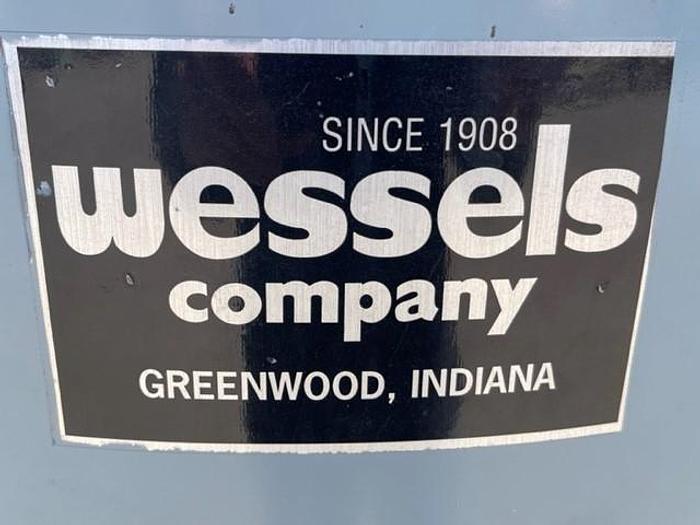 SINCE 1908
wessels
company
GREENWOOD, INDIANA